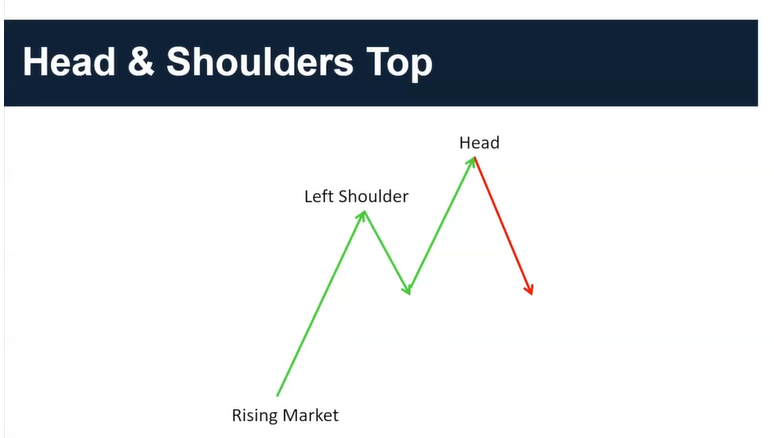 Head & Shoulders Top
Head
Left Shoulder
Rising Market